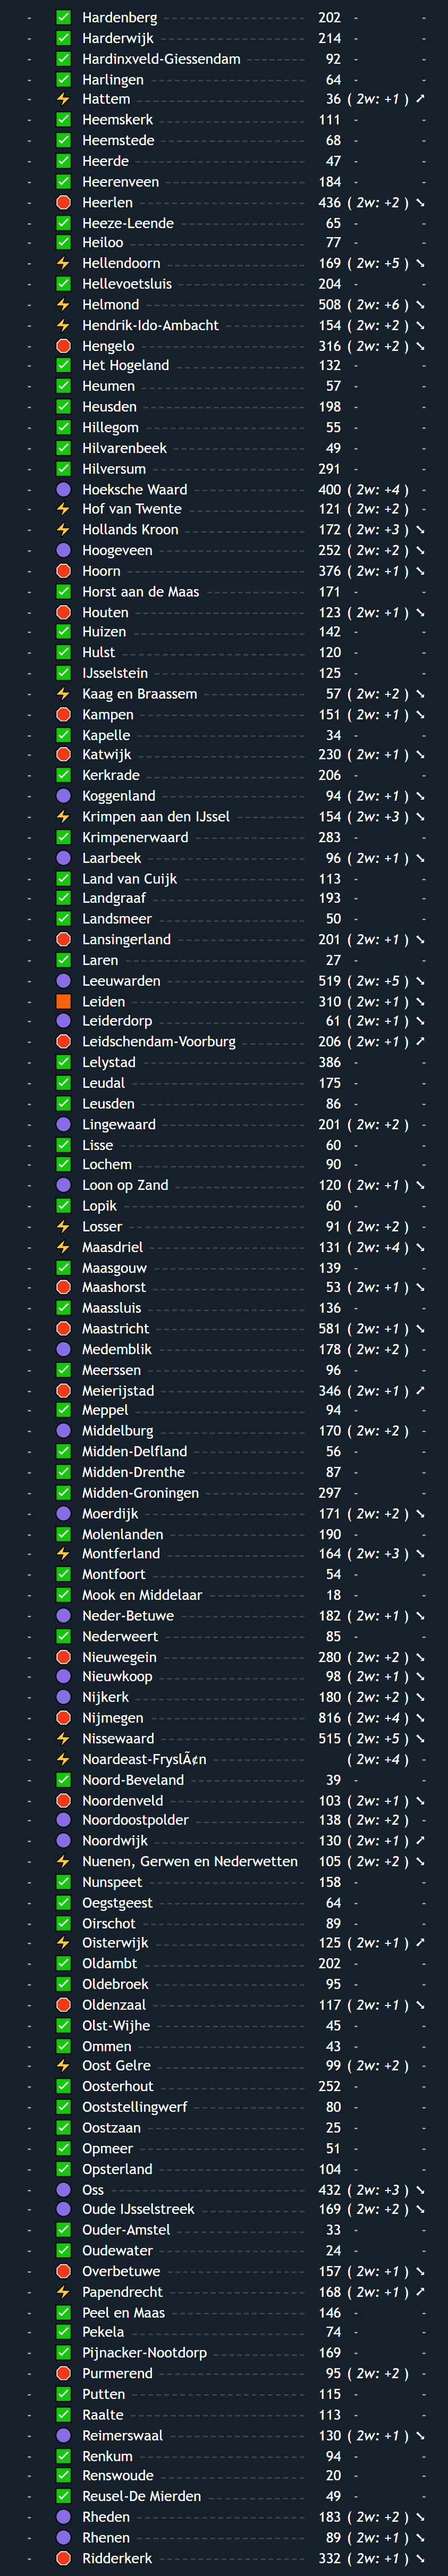 - ✅ Hardenberg 202 - -
- ✅ Harderwijk 214 - -
- ✅ Hardinxveld-Giessendam 92 - -
- ✅ Harlingen 64 - -
- ⚡ Hattem 36 ( 2w: +1 ) ➚
- ✅ Heemskerk 111 - -
- ✅ Heemstede 68 - -
- ✅ Heerde 47 - -
- ✅ Heerenveen 184 - -
- 🛑 Heerlen 436 ( 2w: +2 ) ➘
- ✅ Heeze-Leende 65 - -
- ✅ Heiloo 77 - -
- ⚡ Hellendoorn 169 ( 2w: +5 ) ➘
- ✅ Hellevoetsluis 204 - -
- ⚡ Helmond 508 ( 2w: +6 ) ➘
- ⚡ Hendrik-Ido-Ambacht 154 ( 2w: +2 ) ➘
- 🛑 Hengelo 316 ( 2w: +2 ) ➘
- ✅ Het Hogeland 132 - -
- ✅ Heumen 57 - -
- ✅ Heusden 198 - -
- ✅ Hillegom 55 - -
- ✅ Hilvarenbeek 49 - -
- ✅ Hilversum 291 - -
- 🟣 Hoeksche Waard 400 ( 2w: +4 ) -
- ⚡ Hof van Twente 121 ( 2w: +2 ) -
- ⚡ Hollands Kroon 172 ( 2w: +3 ) ➘
- 🟣 Hoogeveen 252 ( 2w: +2 ) ➘
- 🛑 Hoorn 376 ( 2w: +1 ) ➘
- ✅ Horst aan de Maas 171 - -
- 🛑 Houten 123 ( 2w: +1 ) ➘
- ✅ Huizen 142 - -
- ✅ Hulst 120 - -
- ✅ IJsselstein 125 - -
- ⚡ Kaag en Braassem 57 ( 2w: +2 ) ➘
- 🛑 Kampen 151 ( 2w: +1 ) ➘
- ✅ Kapelle 34 - -
- 🛑 Katwijk 230 ( 2w: +1 ) ➘
- ✅ Kerkrade 206 - -
- 🟣 Koggenland 94 ( 2w: +1 ) ➘
- ⚡ Krimpen aan den IJssel 154 ( 2w: +3 ) ➘
- ✅ Krimpenerwaard 283 - -
- 🟣 Laarbeek 96 ( 2w: +1 ) ➘
- ✅ Land van Cuijk 113 - -
- ✅ Landgraaf 193 - -
- ✅ Landsmeer 50 - -
- 🛑 Lansingerland 201 ( 2w: +1 ) ➘
- ✅ Laren 27 - -
- 🟣 Leeuwarden 519 ( 2w: +5 ) ➘
- 🟧 Leiden 310 ( 2w: +1 ) ➘
- 🟣 Leiderdorp 61 ( 2w: +1 ) ➘
- 🛑 Leidschendam-Voorburg 206 ( 2w: +1 ) ➚
- ✅ Lelystad 386 - -
- ✅ Leudal 175 - -
- ✅ Leusden 86 - -
- 🟣 Lingewaard 201 ( 2w: +2 ) -
- ✅ Lisse 60 - -
- ✅ Lochem 90 - -
- 🟣 Loon op Zand 120 ( 2w: +1 ) ➘
- ✅ Lopik 60 - -
- ⚡ Losser 91 ( 2w: +2 ) -
- ⚡ Maasdriel 131 ( 2w: +4 ) ➘
- ✅ Maasgouw 139 - -
- 🛑 Maashorst 53 ( 2w: +1 ) ➘
- ✅ Maassluis 136 - -
- 🛑 Maastricht 581 ( 2w: +1 ) ➘
- 🟣 Medemblik 178 ( 2w: +2 ) -
- ✅ Meerssen 96 - -
- 🛑 Meierijstad 346 ( 2w: +1 ) ➚
- ✅ Meppel 94 - -
- 🟣 Middelburg 170 ( 2w: +2 ) -
- ✅ Midden-Delfland 56 - -
- ✅ Midden-Drenthe 87 - -
- ✅ Midden-Groningen 297 - -
- 🟣 Moerdijk 171 ( 2w: +2 ) ➘
- ✅ Molenlanden 190 - -
- ⚡ Montferland 164 ( 2w: +3 ) ➘
- ✅ Montfoort 54 - -
- ✅ Mook en Middelaar 18 - -
- 🟣 Neder-Betuwe 182 ( 2w: +1 ) ➘
- ✅ Nederweert 85 - -
- 🛑 Nieuwegein 280 ( 2w: +2 ) ➘
- 🟣 Nieuwkoop 98 ( 2w: +1 ) ➘
- 🟣 Nijkerk 180 ( 2w: +2 ) ➘
- 🛑 Nijmegen 816 ( 2w: +4 ) ➘
- ⚡ Nissewaard 515 ( 2w: +5 ) ➘
- ⚡ Noardeast-FryslÃ¢n ( 2w: +4 ) -
- ✅ Noord-Beveland 39 - -
- 🛑 Noordenveld 103 ( 2w: +1 ) ➘
- 🟣 Noordoostpolder 138 ( 2w: +2 ) -
- 🟣 Noordwijk 130 ( 2w: +1 ) ➚
- ⚡ Nuenen, Gerwen en Nederwetten 105 ( 2w: +2 ) ➘
- ✅ Nunspeet 158 - -
- ✅ Oegstgeest 64 - -
- ✅ Oirschot 89 - -
- ⚡ Oisterwijk 125 ( 2w: +1 ) ➚
- ✅ Oldambt 202 - -
- ✅ Oldebroek 95 - -
- 🛑 Oldenzaal 117 ( 2w: +1 ) ➘
- ✅ Olst-Wijhe 45 - -
- ✅ Ommen 43 - -
- ⚡ Oost Gelre 99 ( 2w: +2 ) -
- ✅ Oosterhout 252 - -
- ✅ Ooststellingwerf 80 - -
- ✅ Oostzaan 25 - -
- ✅ Opmeer 51 - -
- ✅ Opsterland 104 - -
- 🟣 Oss 432 ( 2w: +3 ) ➘
- 🟣 Oude IJsselstreek 169 ( 2w: +2 ) ➘
- ✅ Ouder-Amstel 33 - -
- ✅ Oudewater 24 - -
- 🛑 Overbetuwe 157 ( 2w: +1 ) ➘
- ⚡ Papendrecht 168 ( 2w: +1 ) ➚
- ✅ Peel en Maas 146 - -
- ✅ Pekela 74 - -
- ✅ Pijnacker-Nootdorp 169 - -
- 🛑 Purmerend 95 ( 2w: +2 ) -
- ✅ Putten 115 - -
- ✅ Raalte 113 - -
- 🟣 Reimerswaal 130 ( 2w: +1 ) ➘
- ✅ Renkum 94 - -
- ✅ Renswoude 20 - -
- ✅ Reusel-De Mierden 49 - -
- 🟣 Rheden 183 ( 2w: +2 ) ➘
- 🟣 Rhenen 89 ( 2w: +1 ) ➘
- 🛑 Ridderkerk 332 ( 2w: +1 ) ➘